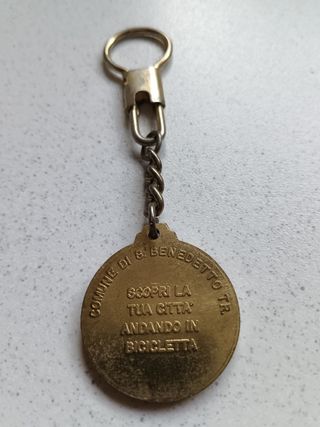 COMUNE DI S. BENEDETTO TR.
SCOPRI LA
TUA CITTA'
ANDANDO IN
BICICLETTA